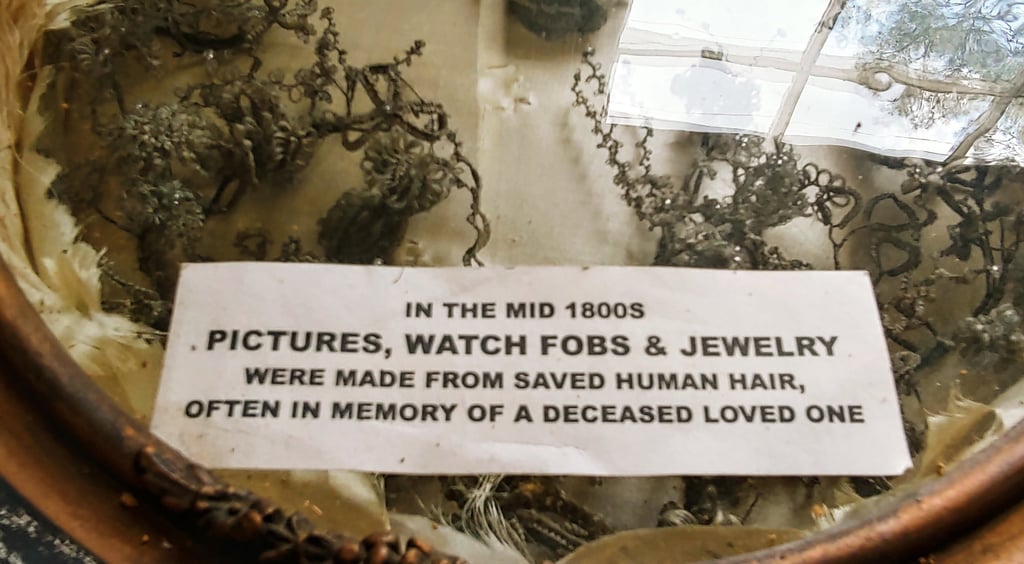 IN THE MID 1800S
PICTURES, WATCH FOBS & JEWELRY
WERE MADE FROM SAVED HUMAN HAIR,
OFTEN IN MEMORY OF A DECEASED LOVED ONE